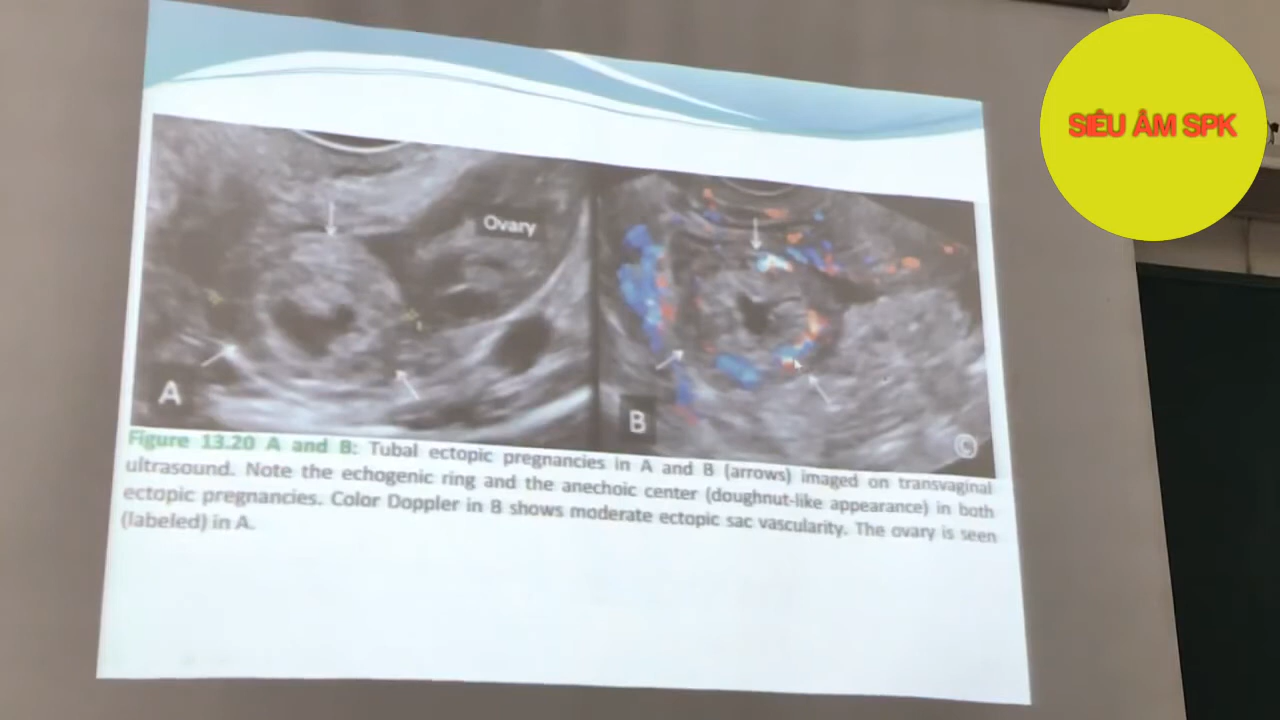 SIÊU ÂM SPK
Ovary
A
B
Figure 13.20 A and B: Tubal ectopic pregnancies in A and B (arrows) imaged on transvaginal
ultrasound. Note the echogenic ring and the anechoic center (doughnut-like appearance) in both
ectopic pregnancies. Color Doppler in B shows moderate ectopic sac vascularity. The ovary is seen
(labeled) in A.